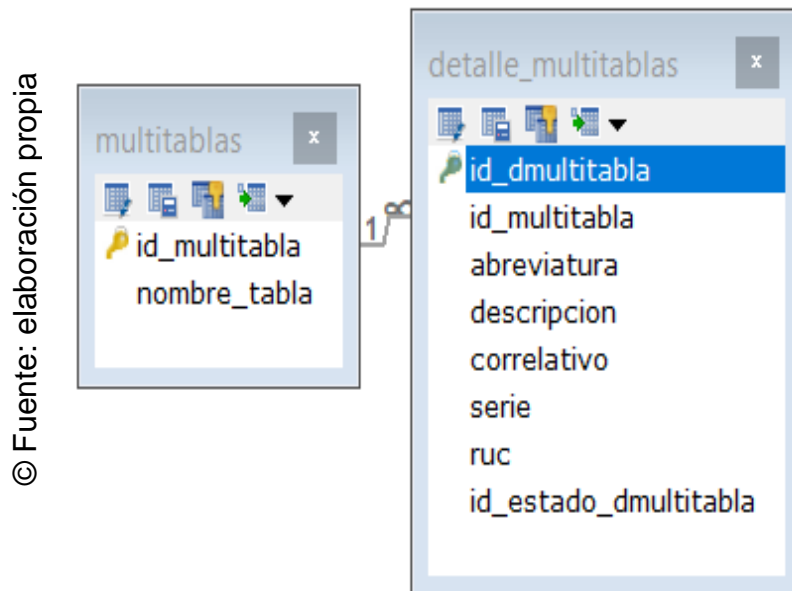 © Fuente: elaboración propia
multitablas
x
id_multitabla
nombre_tabla
1
∞
detalle_multitablas
x
id_dmultitabla
id_multitabla
abreviatura
descripcion
correlativo
serie
ruc
id_estado_dmultitabla